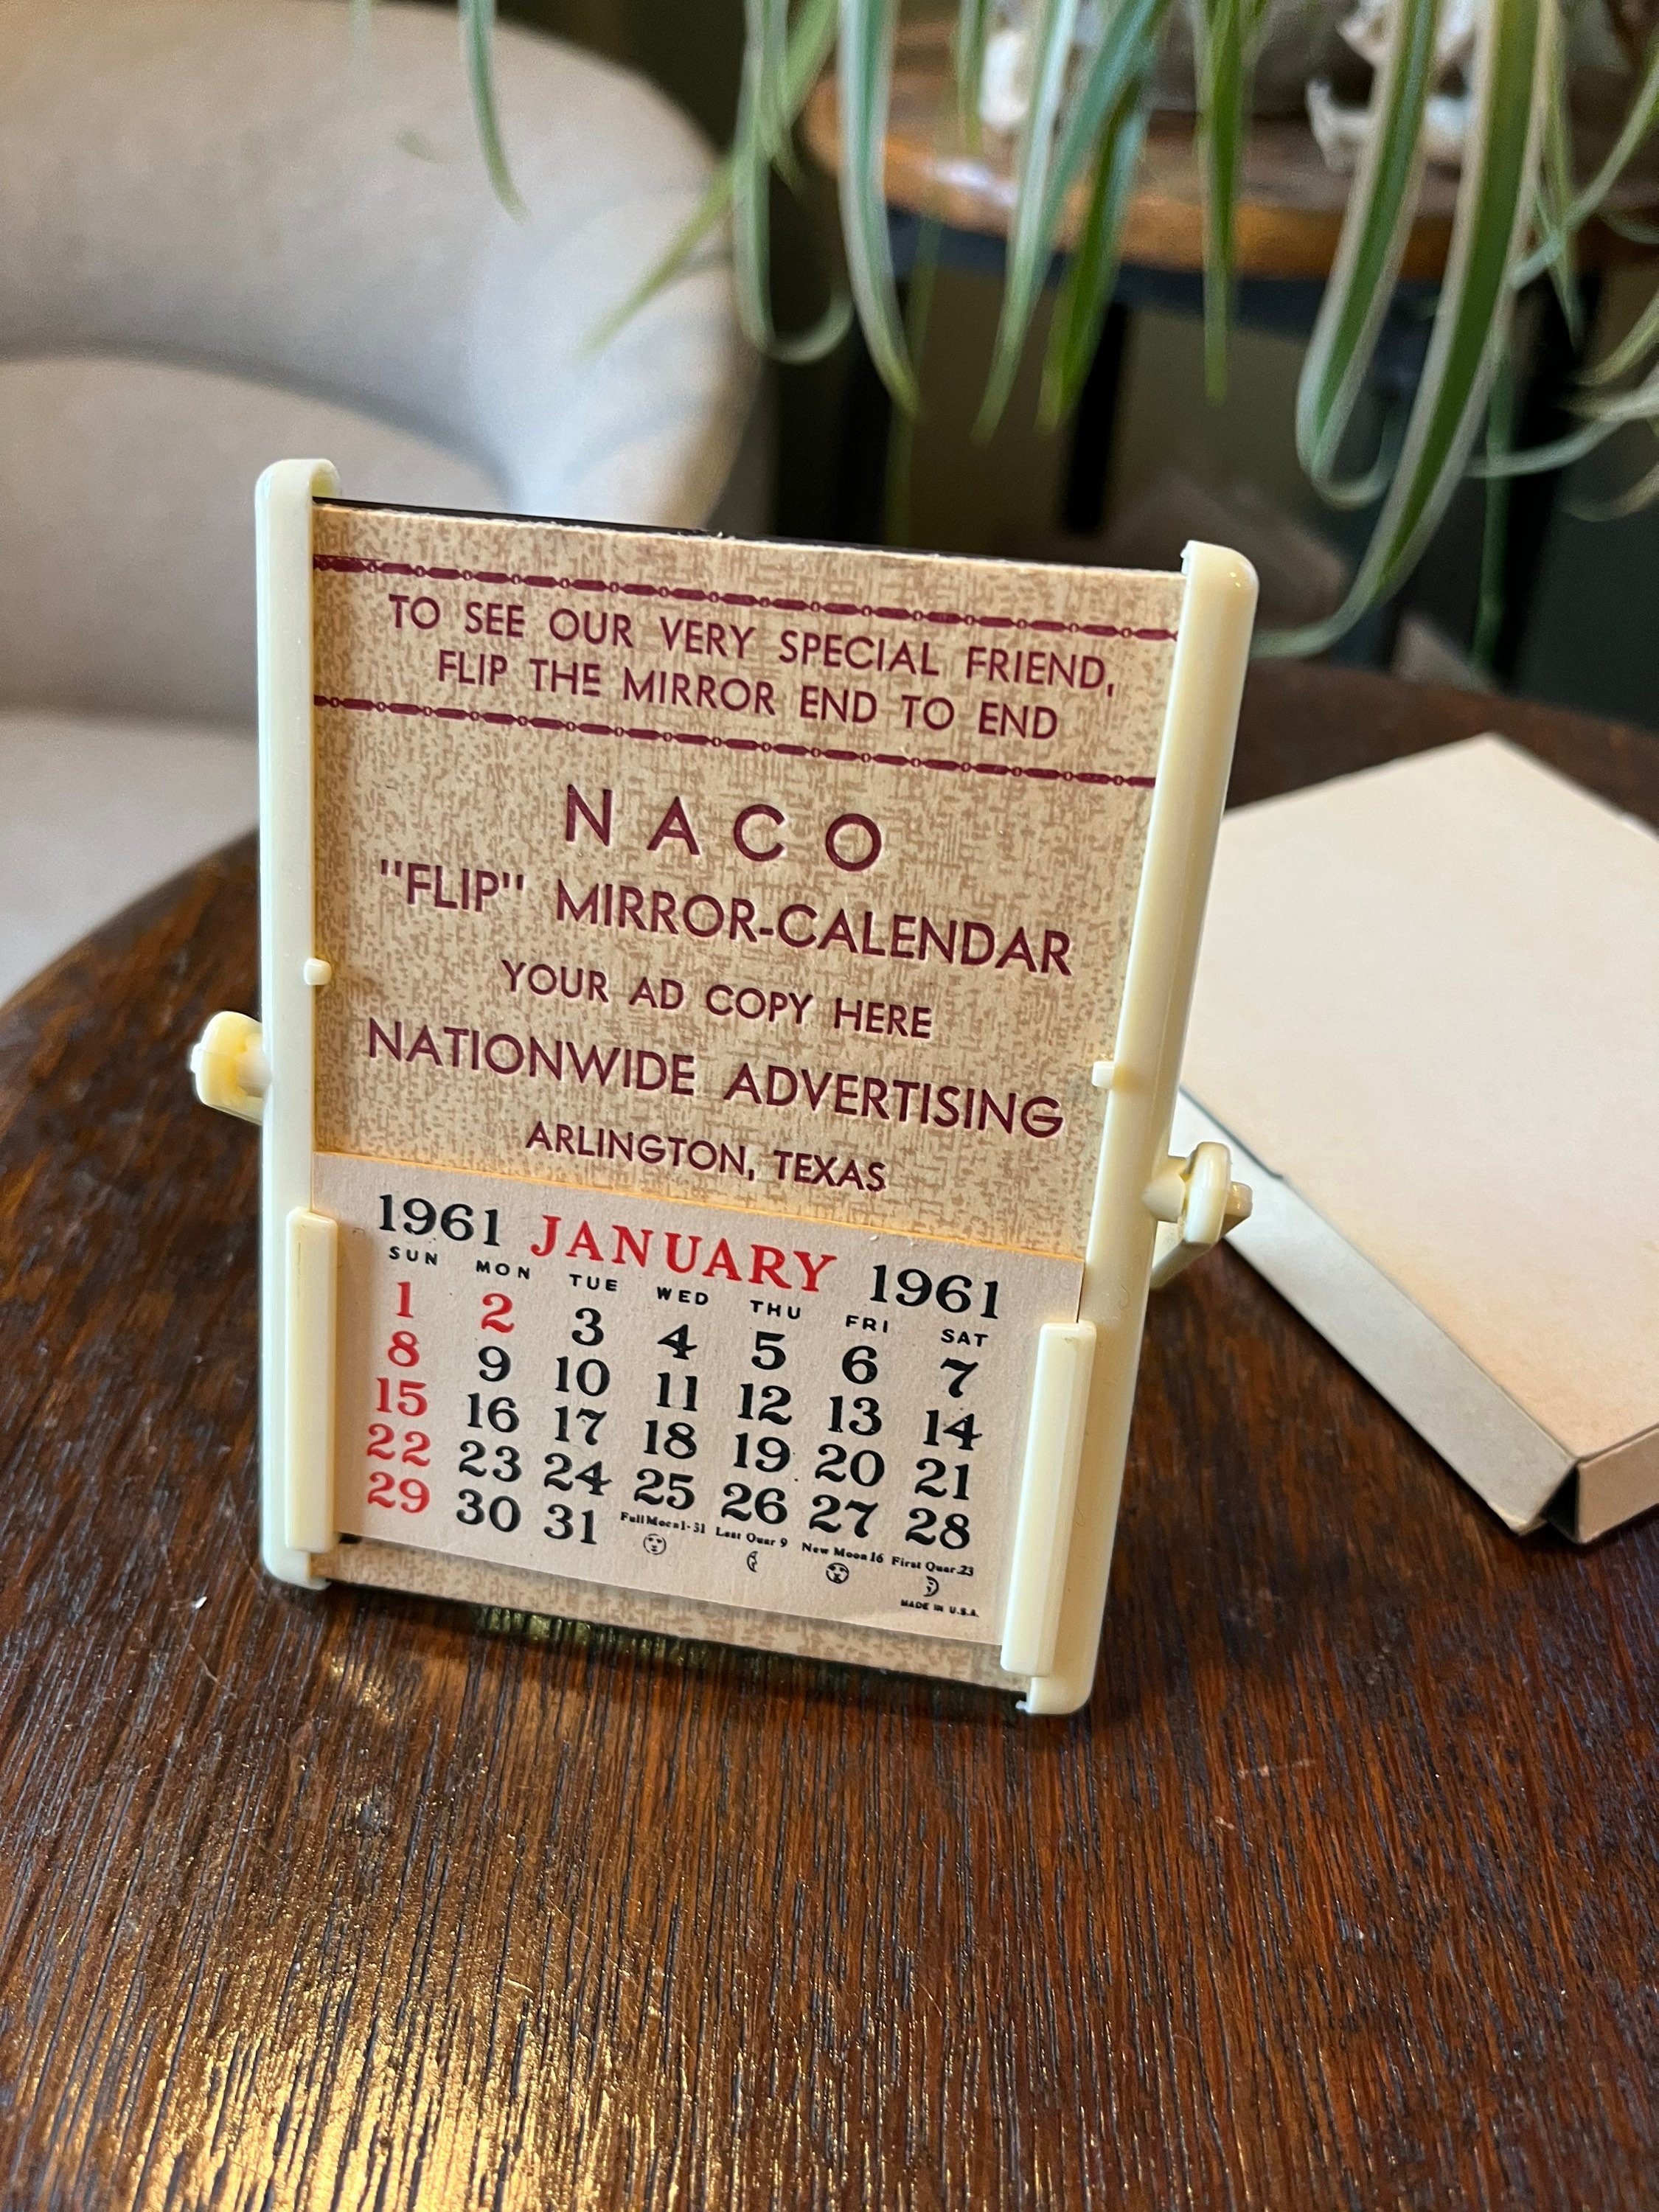 TO SEE OUR VERY SPECIAL FRIEND,
FLIP THE MIRROR END TO END
NACO
"FLIP" MIRROR-CALENDAR
YOUR AD COPY HERE
NATIONWIDE ADVERTISING
ARLINGTON, TEXAS
1961 JANUARY 1961
SUN MON TUE WED THU FRI SAT
1 2 3 4 5 6 7
8 9 10 11 12 13 14
15 16 17 18 19 20 21
22 23 24 25 26 27 28
29 30 31 Full Moon 1-31 Last Quar 9 New Moon 16 First Quar. 23
MADE IN U.S.A.